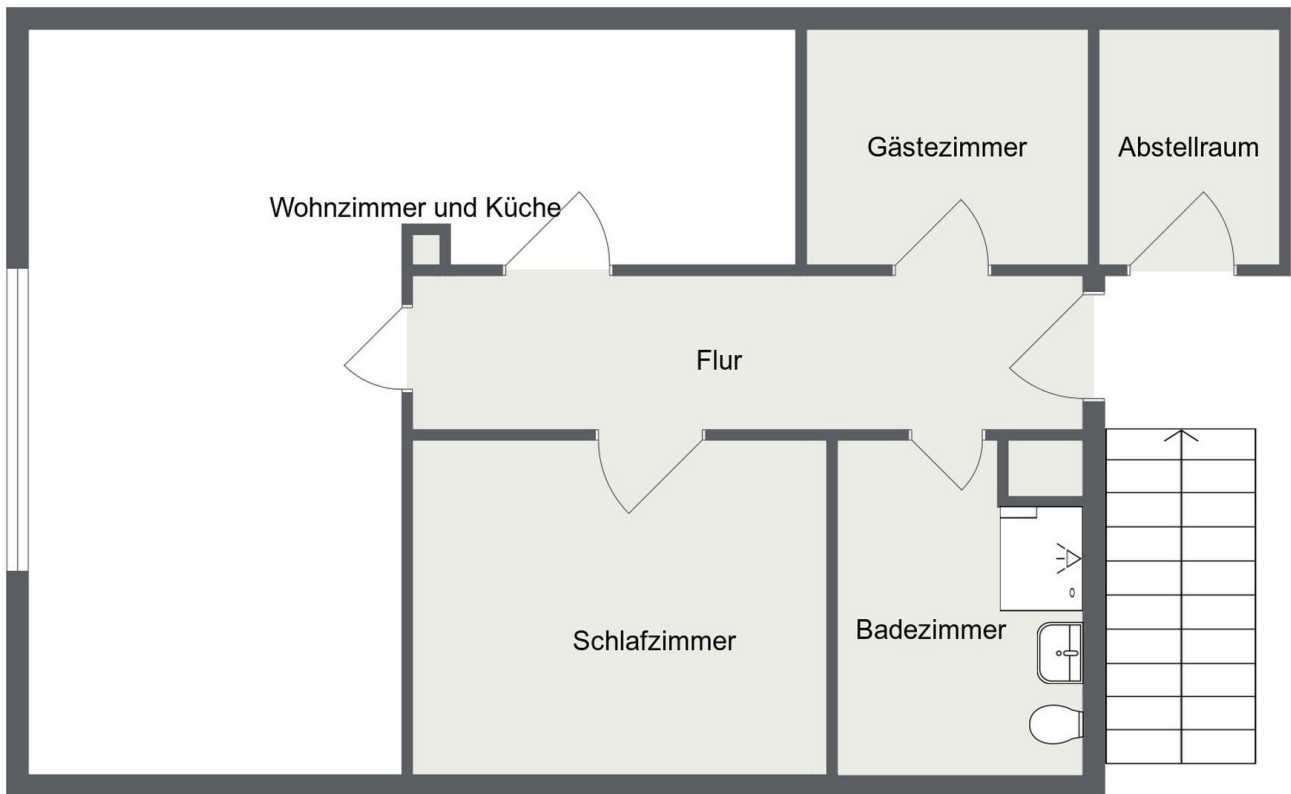 Gästezimmer
Abstellraum
Wohnzimmer und Küche
Flur
Schlafzimmer
Badezimmer